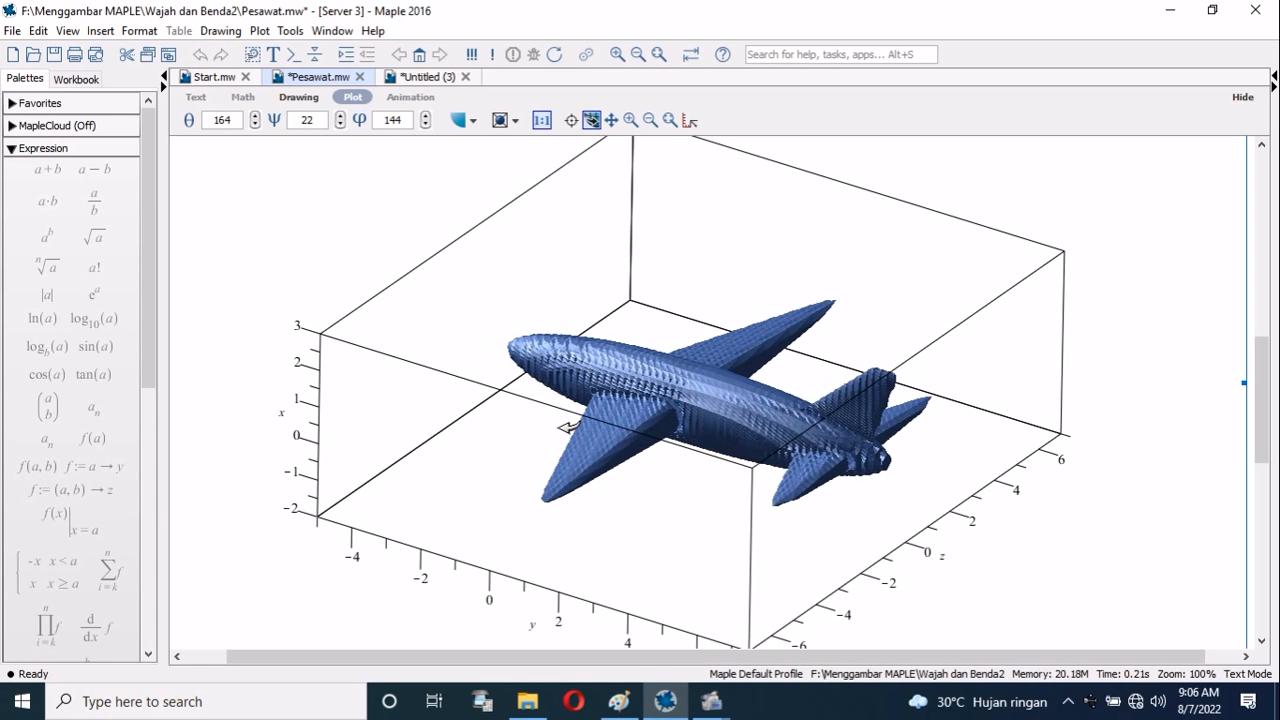 F:\Menggambar MAPLE\Wajah dan Benda2\Pesawat.mw* - [Server 3] - Maple 2016
File Edit View Insert Format Table Drawing Plot Tools Window Help
Search for help, tasks, apps... Alt+S
Palettes Workbook
Start.mw *Pesawat.mw *Untitled (3)
Text Math Drawing Plot Animation Hide
θ 164 Ψ 22 φ 144 1:1
Favorites
MapleCloud (Off)
Expression
a+b a-b
a·b a/b
a^b √a
n√a a!
|a| e^a
ln(a) log10(a)
log_b(a) sin(a)
cos(a) tan(a)
(a b) a_n
a_n f(a)
f(a, b) f := a → y
f := (a, b) → z
f(x)|x = a
{ -x x < a x x ≥ a ∑ n i=k f
∏ n i=k f d/dx f
3
2
1
x
0
-1
-2
-4
-2
0
y
2
4
6
4
2
0 z
-2
-4
-6
Ready
Maple Default Profile F:\Menggambar MAPLE\Wajah dan Benda2 Memory: 20.18M Time: 0.21s Zoom: 100% Text Mode
Type here to search
30°C Hujan ringan
9:06 AM
8/7/2022